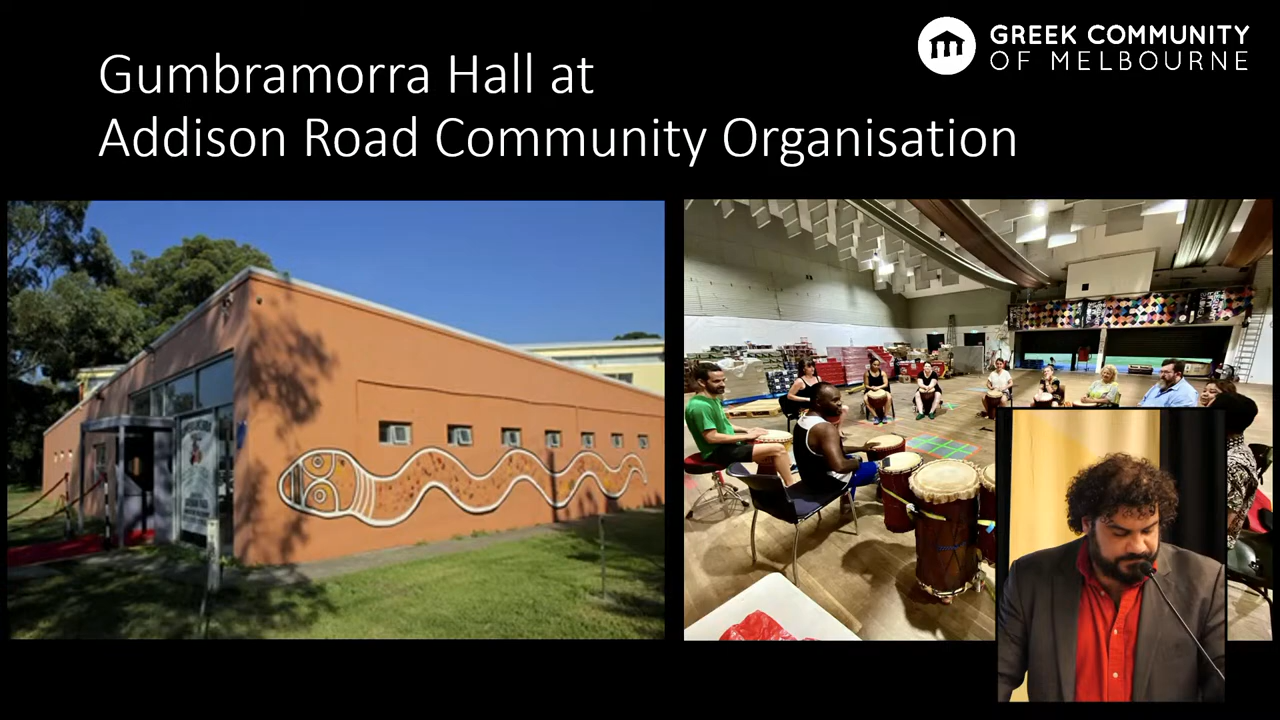 GREEK COMMUNITY
OF MELBOURNE
Gumbramorra Hall at
Addison Road Community Organisation